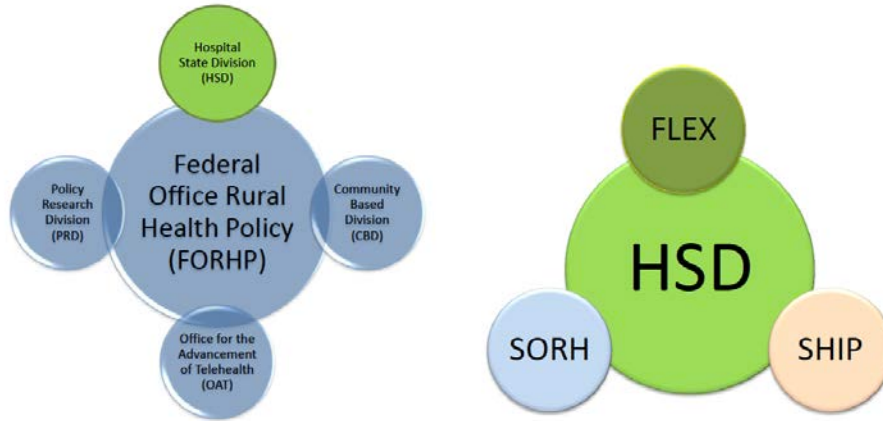 Hospital
State Division
(HSD)
Federal
Office Rural
Health Policy
(FORHP)
Policy
Research
Division
(PRD)
Community
Based
Division
(CBD)
Office for the
Advancement
of Telehealth
(OAT)
FLEX
HSD
SORH
SHIP